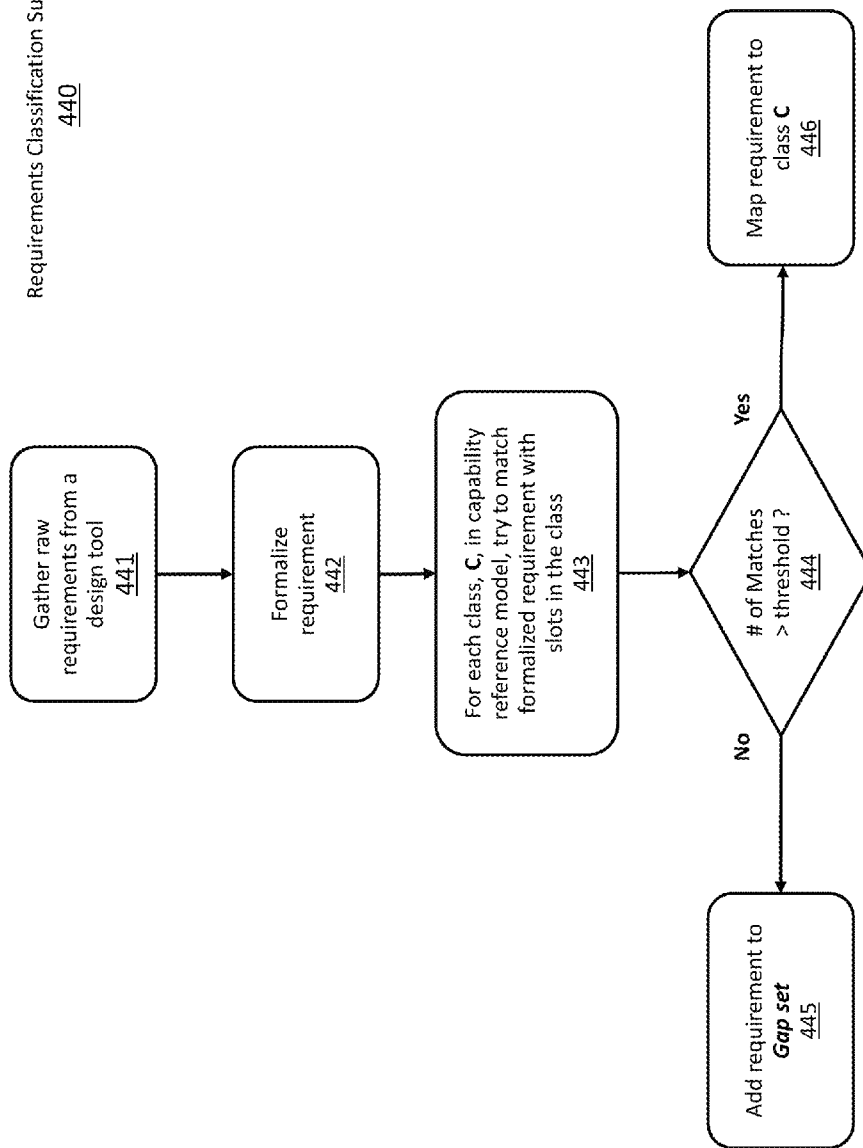 Requirements Classification Su
440
Gather raw
requirements from a
design tool
441
Formalize
requirement
442
For each class, C, in capability
reference model, try to match
formalized requirement with
slots in the class
443
# of Matches
> threshold ?
444
No
Yes
Add requirement to
Gap set
445
Map requirement to
class C
446